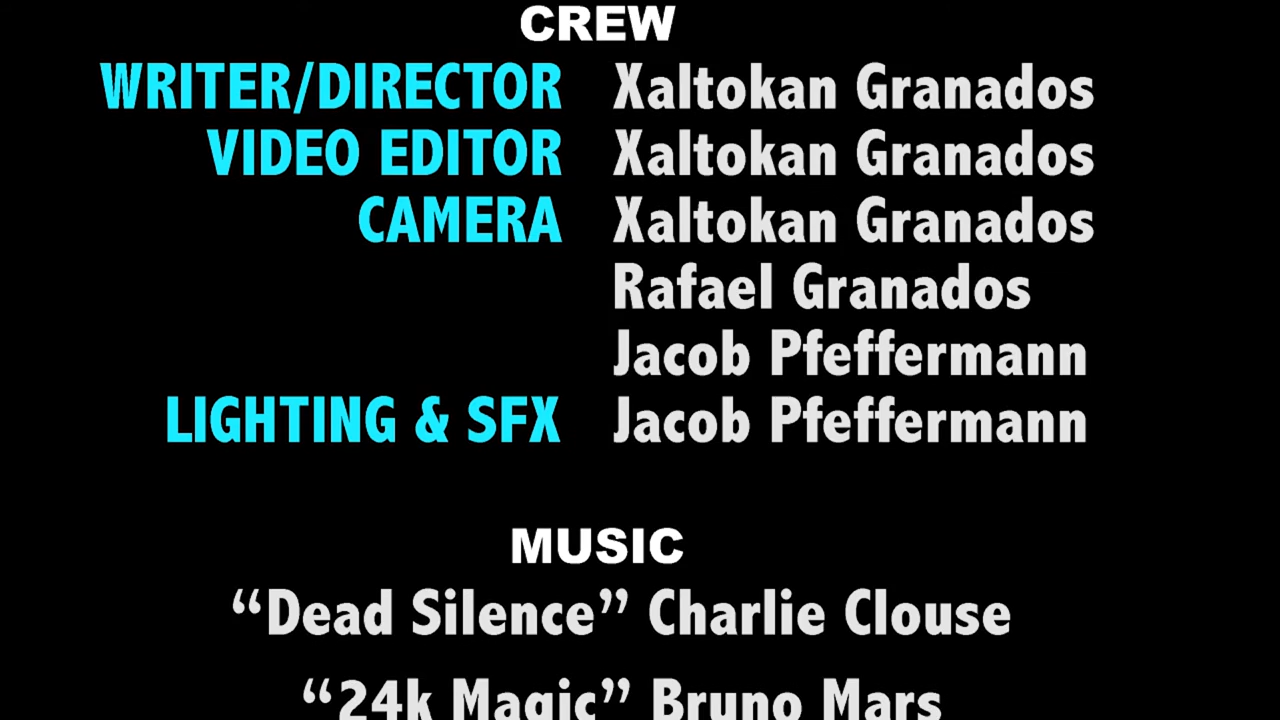 CREW
WRITER/DIRECTOR Xaltokan Granados
VIDEO EDITOR Xaltokan Granados
CAMERA Xaltokan Granados
Rafael Granados
Jacob Pfeffermann
LIGHTING & SFX Jacob Pfeffermann
MUSIC
“Dead Silence” Charlie Clouse
“24k Magic” Bruno Mars